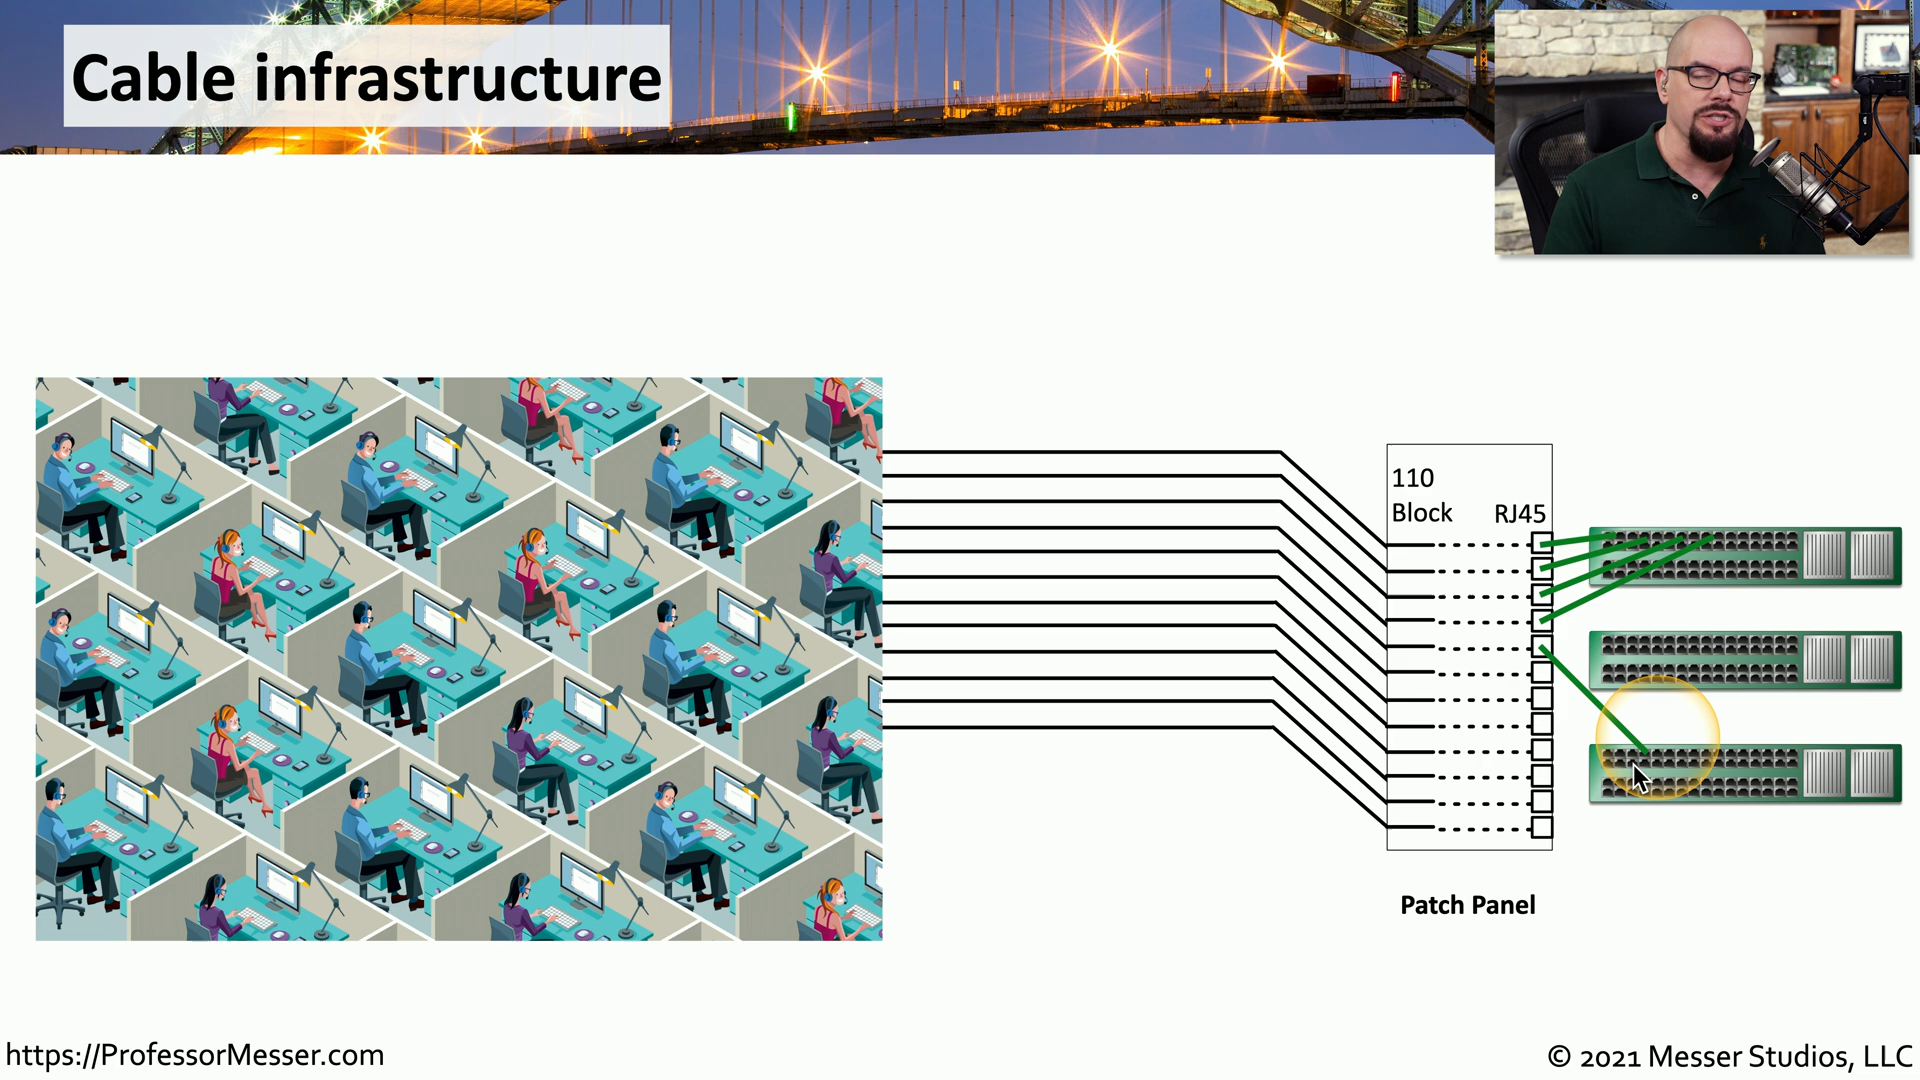 Cable infrastructure
110
Block RJ45
Patch Panel
https://ProfessorMesser.com
© 2021 Messer Studios, LLC